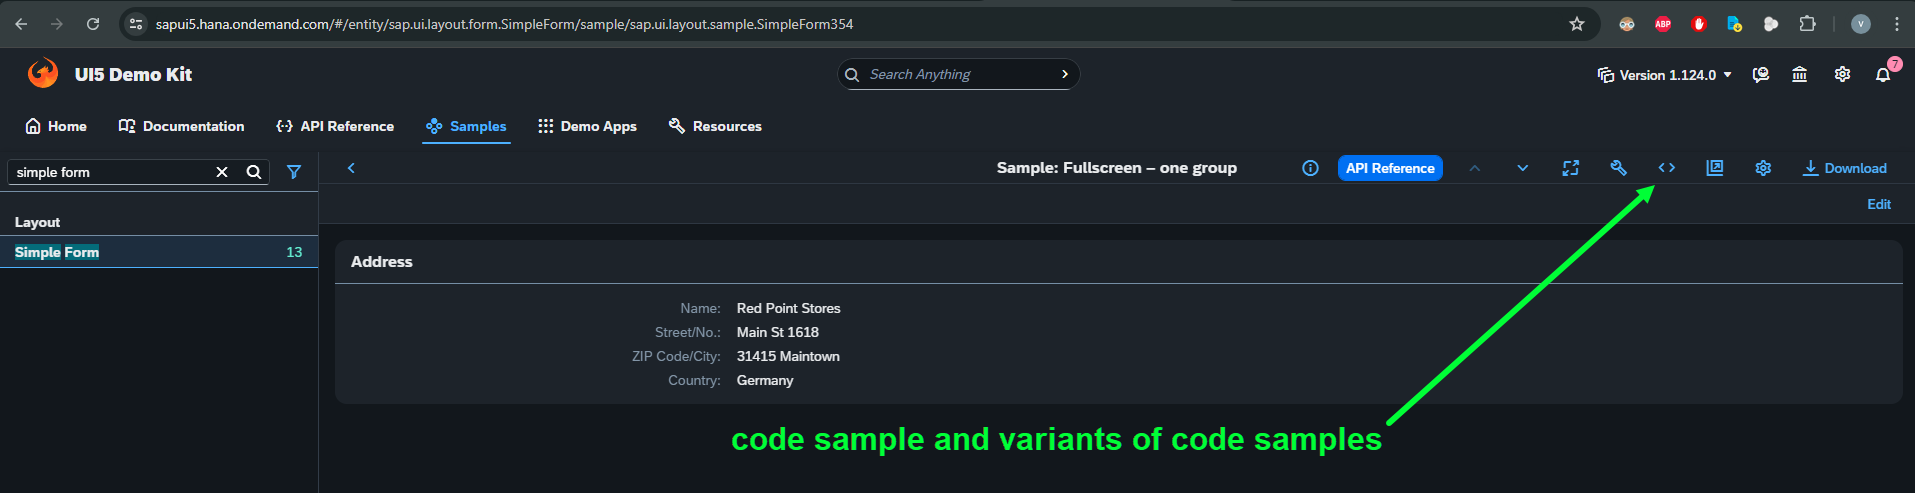 sapui5.hana.ondemand.com/#/entity/sap.ui.layout.form.SimpleForm/sample/sap.ui.layout.sample.SimpleForm354
ABP
V
UI5 Demo Kit
Search Anything
Version 1.124.0
7
Home
Documentation
API Reference
Samples
Demo Apps
Resources
simple form
Sample: Fullscreen – one group
API Reference
Download
Edit
Layout
Simple Form 13
Address
Name: Red Point Stores
Street/No.: Main St 1618
ZIP Code/City: 31415 Maintown
Country: Germany
code sample and variants of code samples